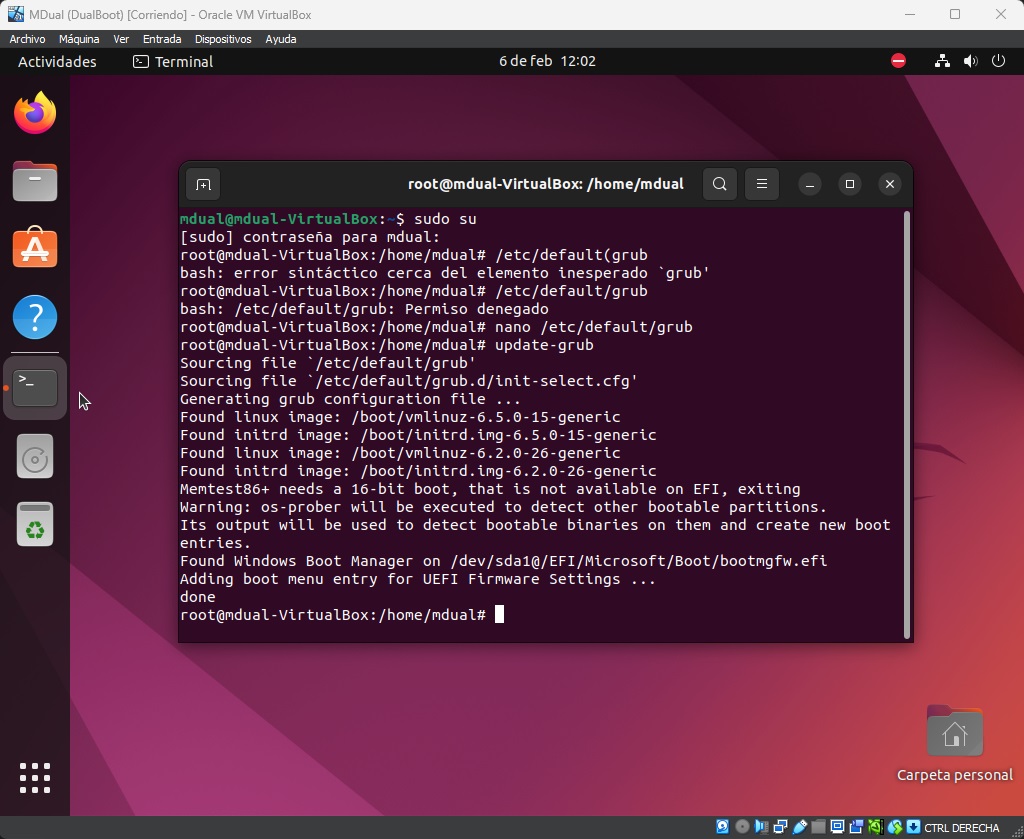 MDual (DualBoot) [Corriendo] - Oracle VM VirtualBox
Archivo Máquina Ver Entrada Dispositivos Ayuda
Actividades Terminal 6 de feb 12:02
root@mdual-VirtualBox: /home/mdual
mdual@mdual-VirtualBox:~$ sudo su
[sudo] contraseña para mdual:
root@mdual-VirtualBox:/home/mdual# /etc/default(grub
bash: error sintáctico cerca del elemento inesperado `grub'
root@mdual-VirtualBox:/home/mdual# /etc/default/grub
bash: /etc/default/grub: Permiso denegado
root@mdual-VirtualBox:/home/mdual# nano /etc/default/grub
root@mdual-VirtualBox:/home/mdual# update-grub
Sourcing file `/etc/default/grub'
Sourcing file `/etc/default/grub.d/init-select.cfg'
Generating grub configuration file ...
Found linux image: /boot/vmlinuz-6.5.0-15-generic
Found initrd image: /boot/initrd.img-6.5.0-15-generic
Found linux image: /boot/vmlinuz-6.2.0-26-generic
Found initrd image: /boot/initrd.img-6.2.0-26-generic
Memtest86+ needs a 16-bit boot, that is not available on EFI, exiting
Warning: os-prober will be executed to detect other bootable partitions.
Its output will be used to detect bootable binaries on them and create new boot
entries.
Found Windows Boot Manager on /dev/sda1@/EFI/Microsoft/Boot/bootmgfw.efi
Adding boot menu entry for UEFI Firmware Settings ...
done
root@mdual-VirtualBox:/home/mdual#
Carpeta personal
CTRL DERECHA